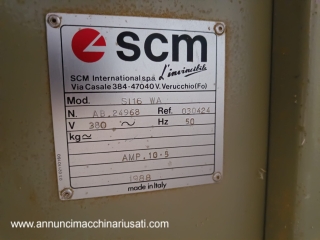 scm
SCM International s.p.a. L'invincibile
Via Casale 384-47040 V. Verucchio (Fo)
Mod. SI16 WA
N. AB.24968 Ref. 030424
V 380 ~ Hz 50
kg≃
AMP. 10-5
1988
made in Italy
www.annuncimacchinariusati.com